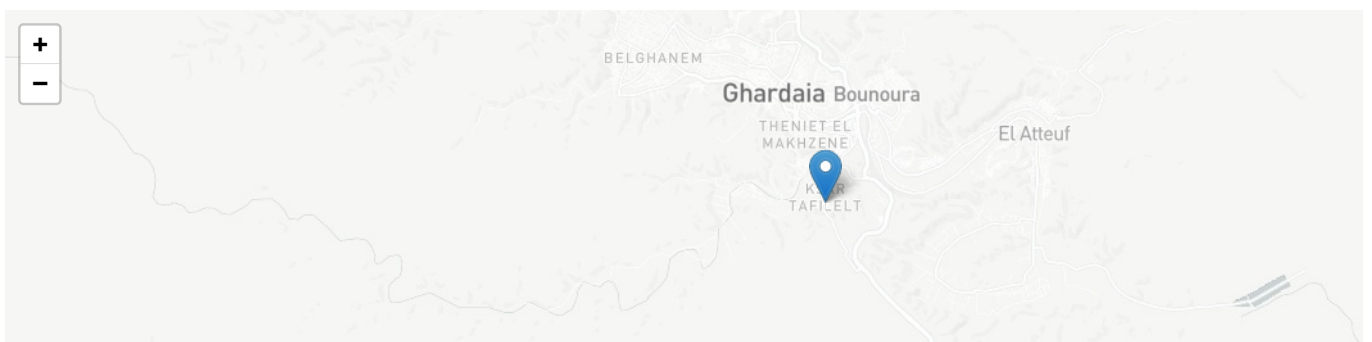 +
−
BELGHANEM
Ghardaia
Bounoura
THENIET EL
MAKHZENE
El Atteuf
TAFILELT